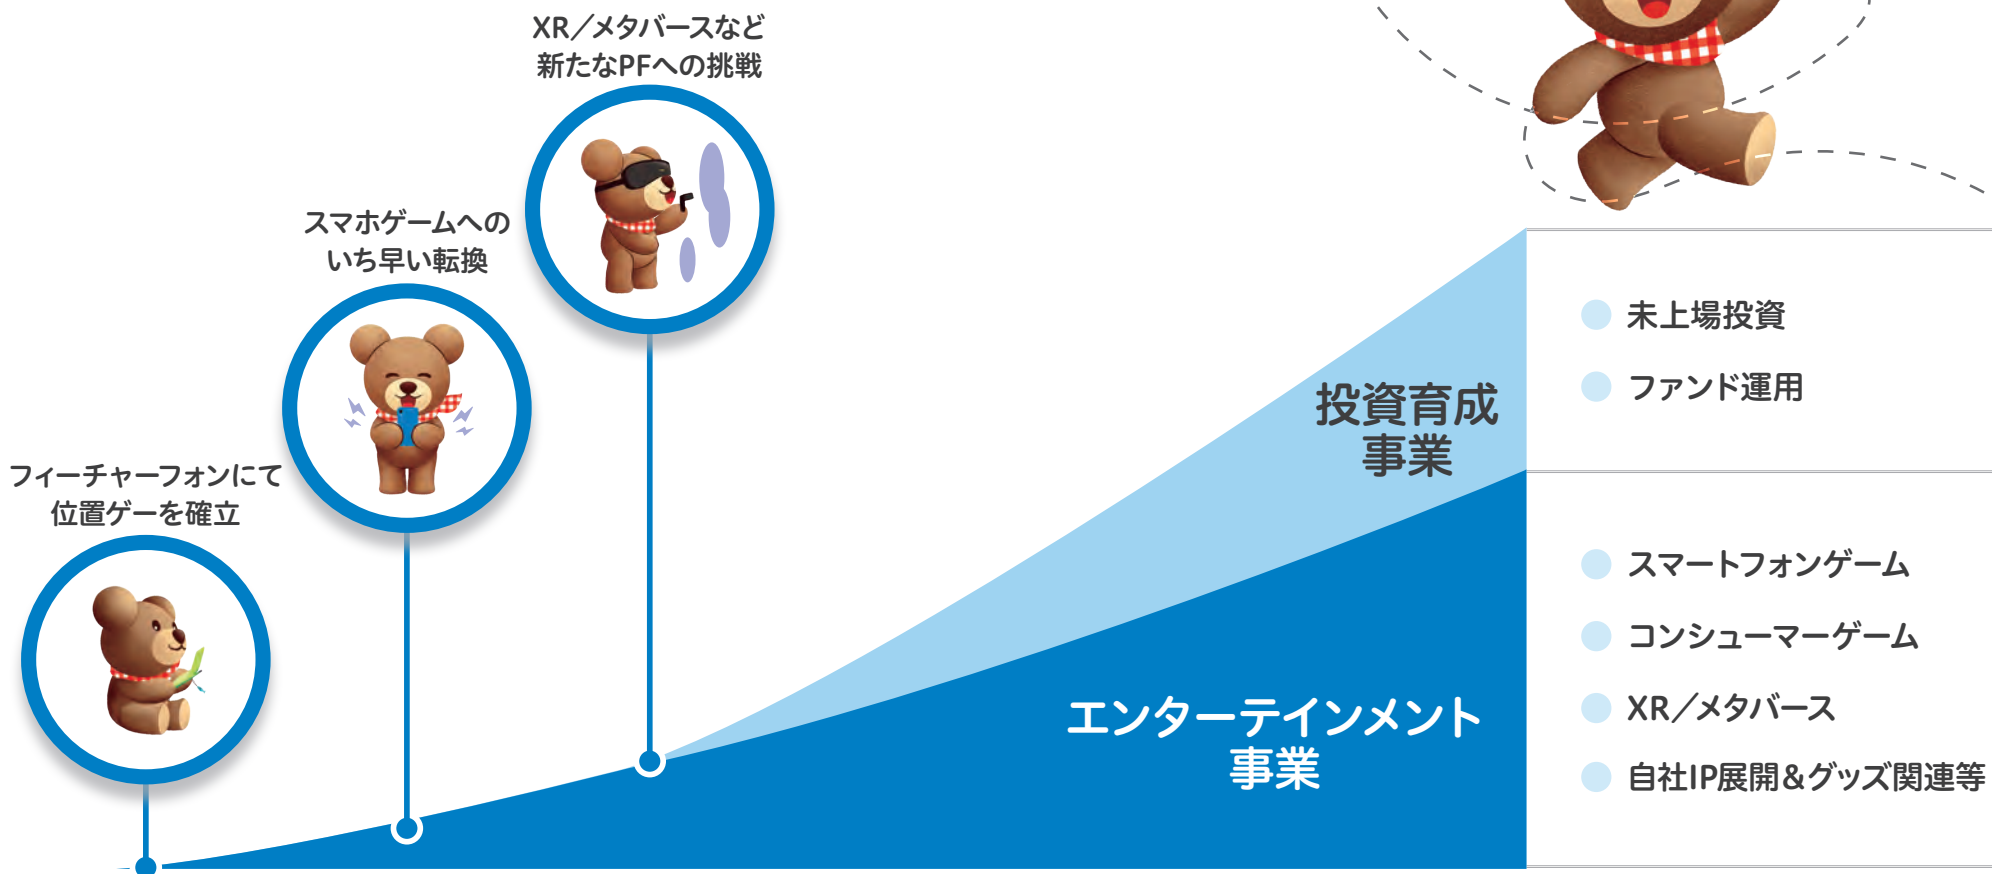 XR／メタバースなど
新たなPFへの挑戦
スマホゲームへの
いち早い転換
フィーチャーフォンにて
位置ゲーを確立
投資育成
事業
未上場投資
ファンド運用
エンターテインメント
事業
スマートフォンゲーム
コンシューマーゲーム
XR／メタバース
自社IP展開&グッズ関連等